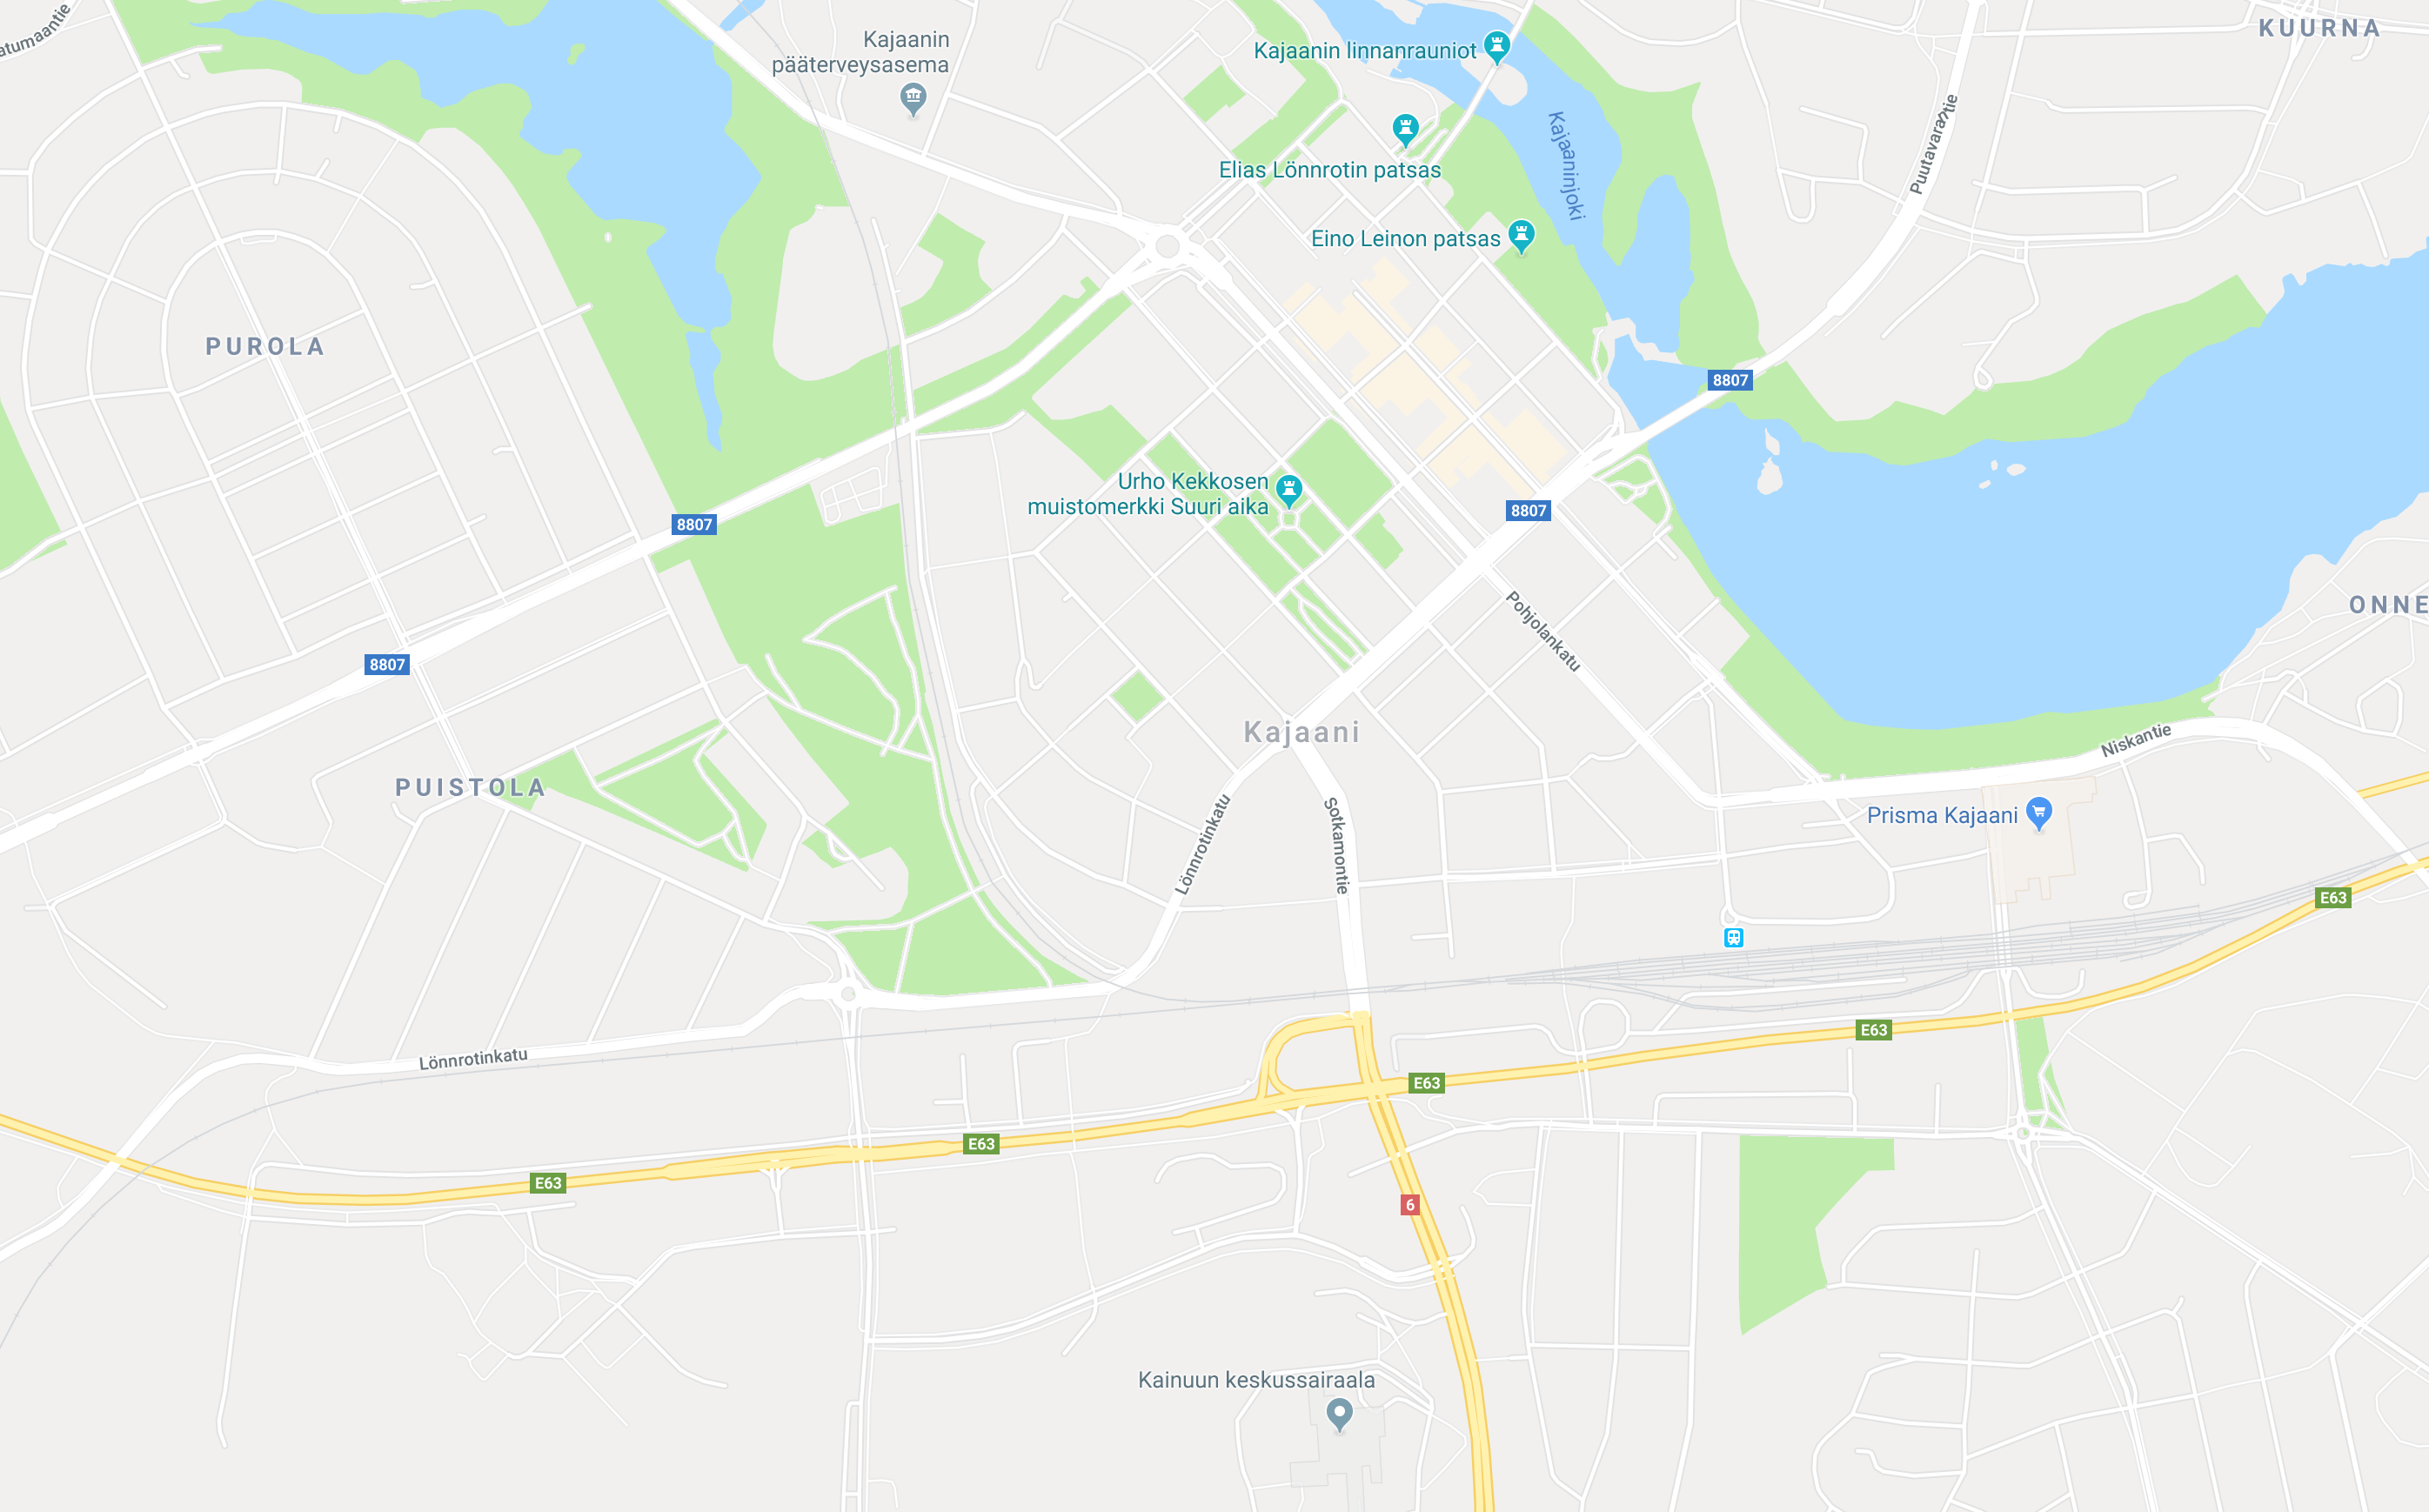 atumaantie
KUURNA
Kajaanin
pääterveysasema
Kajaanin linnanrauniot
Puutavarantie
Kajaaninjoki
Elias Lönnrotin patsas
Eino Leinon patsas
PUROLA
8807
Urho Kekkosen
muistomerkki Suuri aika
8807
8807
ONNE
Pohjolankatu
8807
Kajaani
Niskantie
PUISTOLA
Prisma Kajaani
Lönnrotinkatu
Sotkamontie
E63
E63
Lönnrotinkatu
E63
E63
E63
6
Kainuun keskussairaala